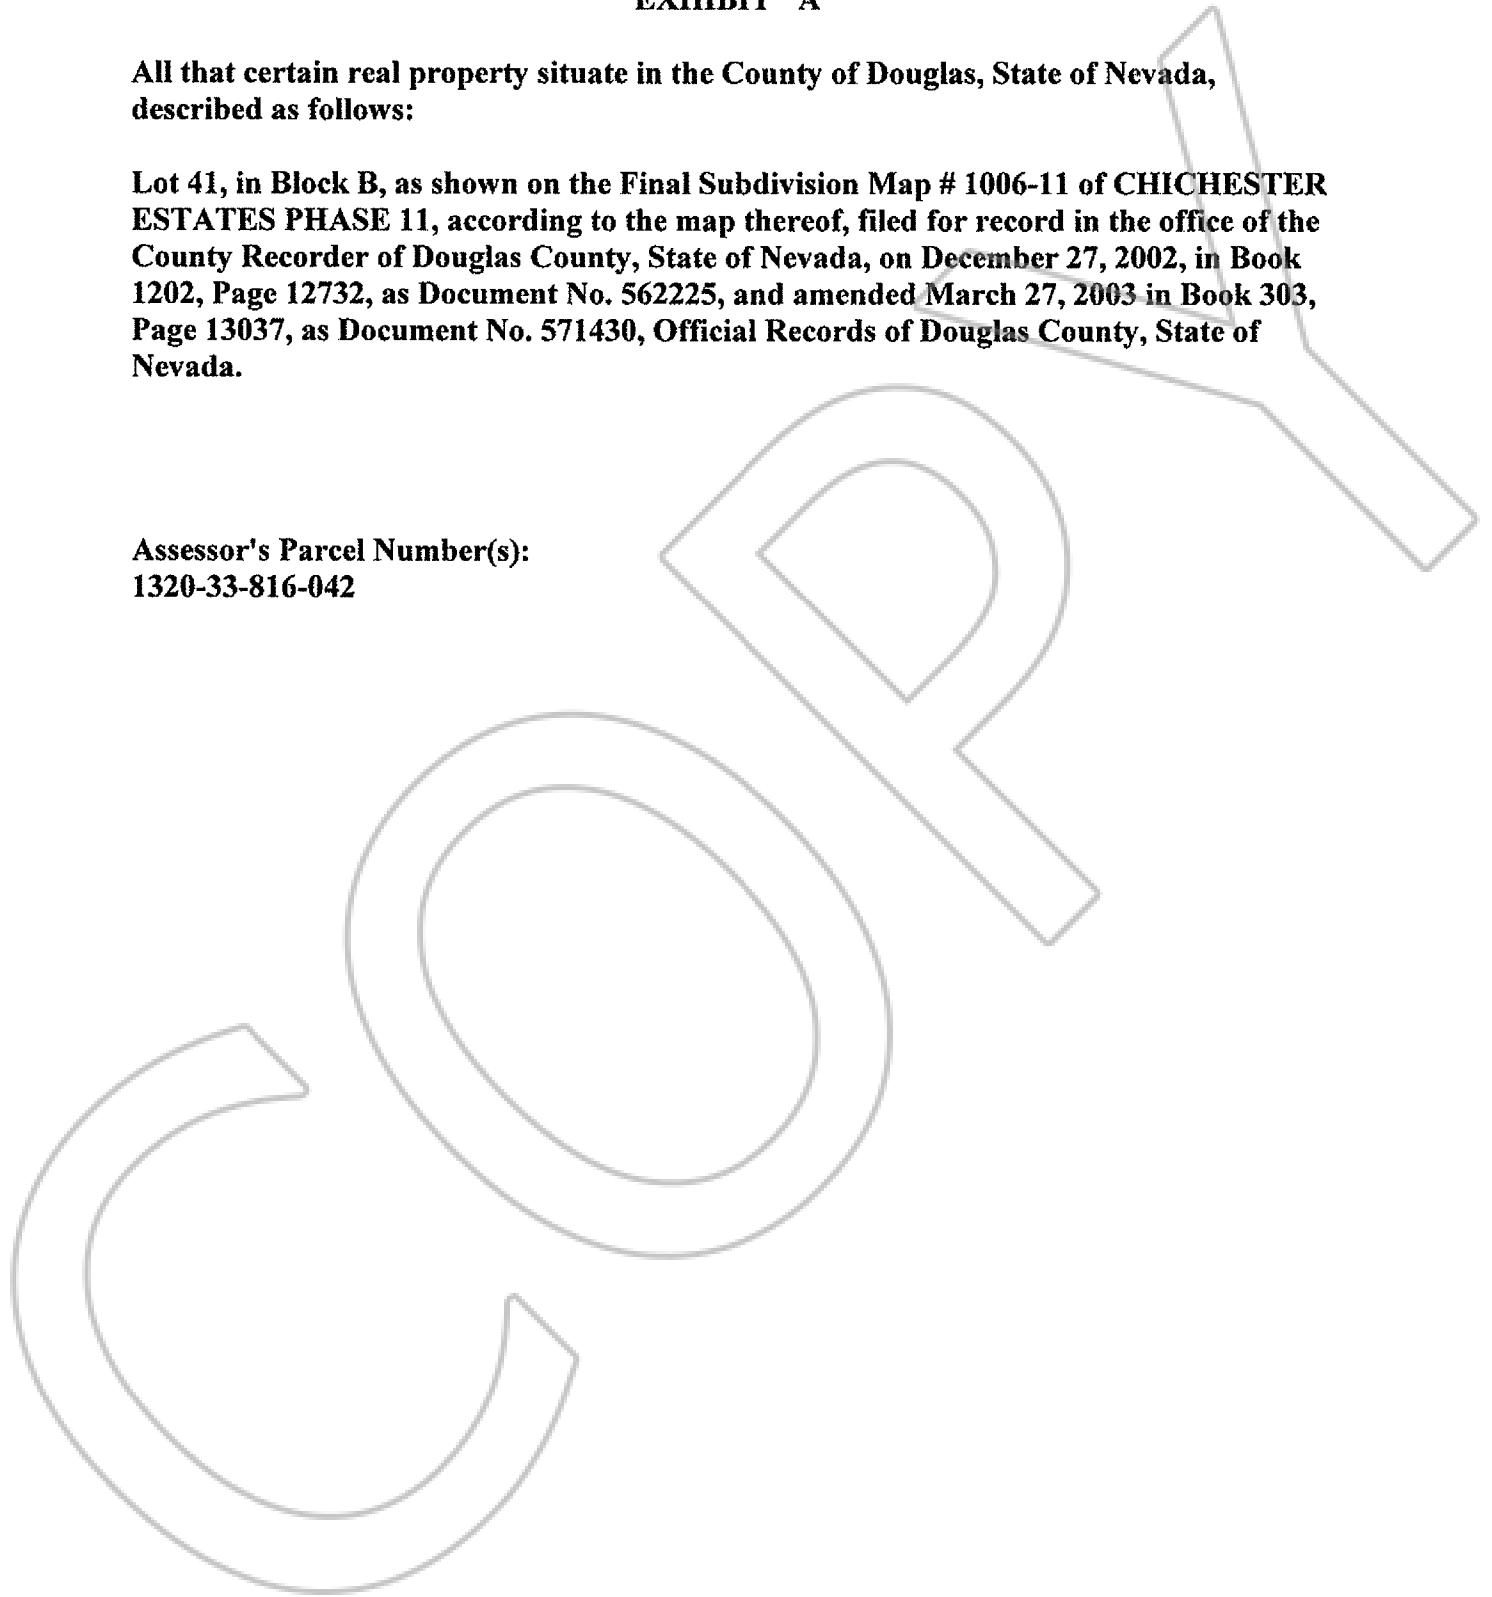 EXHIBIT "A"
All that certain real property situate in the County of Douglas, State of Nevada,
described as follows:
Lot 41, in Block B, as shown on the Final Subdivision Map # 1006-11 of CHICHESTER
ESTATES PHASE 11, according to the map thereof, filed for record in the office of the
County Recorder of Douglas County, State of Nevada, on December 27, 2002, in Book
1202, Page 12732, as Document No. 562225, and amended March 27, 2003 in Book 303,
Page 13037, as Document No. 571430, Official Records of Douglas County, State of
Nevada.
Assessor's Parcel Number(s):
1320-33-816-042
COPY